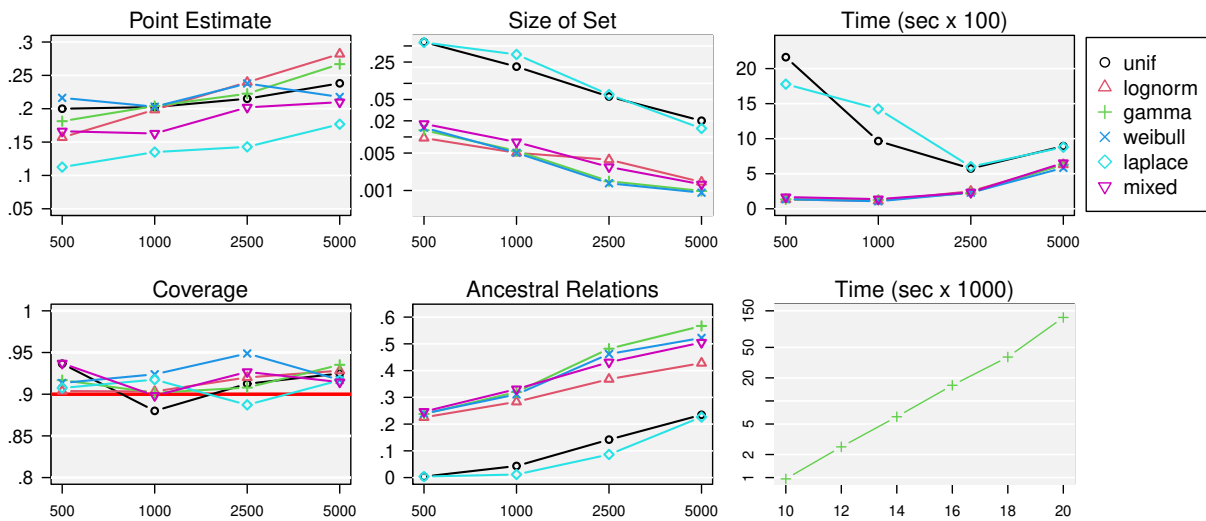 Point Estimate
.3
.25
.2
.15
.1
.05
500 1000 2500 5000
Size of Set
.25
.05
.02
.005
.001
500 1000 2500 5000
Time (sec x 100)
20
15
10
5
0
500 1000 2500 5000
unif
lognorm
gamma
weibull
laplace
mixed
Coverage
1
.95
.9
.85
.8
500 1000 2500 5000
Ancestral Relations
.6
.5
.4
.3
.2
.1
0
500 1000 2500 5000
Time (sec x 1000)
150
50
20
5
2
1
10 12 14 16 18 20